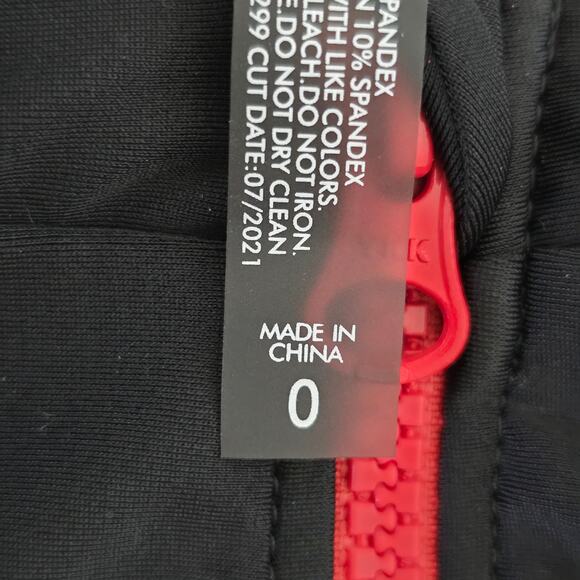 SPANDEX
N 10% SPANDEX
WITH LIKE COLORS.
LEACH.DO NOT IRON.
E.DO NOT DRY CLEAN
299 CUT DATE:07/2021
MADE IN
CHINA
0
K